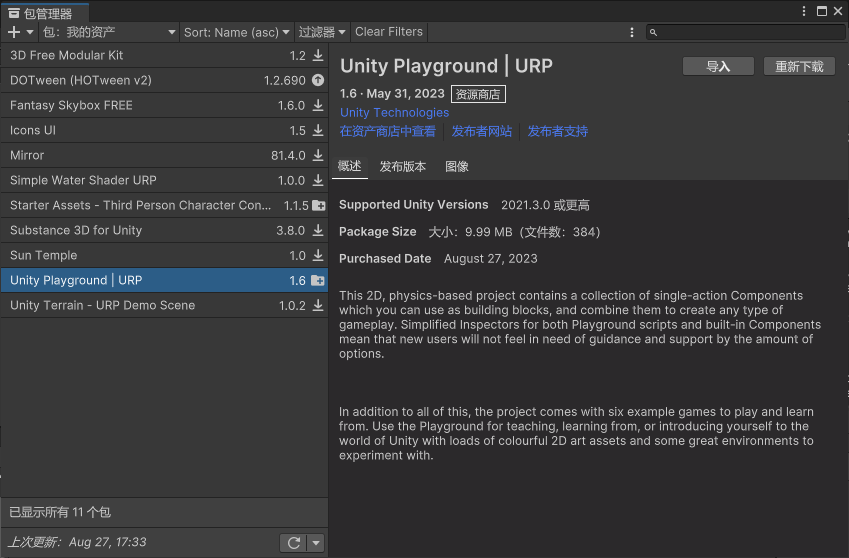 包管理器
包：我的资产
Sort: Name (asc)
过滤器
Clear Filters
3D Free Modular Kit 1.2
DOTween (HOTween v2) 1.2.690
Fantasy Skybox FREE 1.6.0
Icons UI 1.5
Mirror 81.4.0
Simple Water Shader URP 1.0.0
Starter Assets - Third Person Character Con... 1.1.5
Substance 3D for Unity 3.8.0
Sun Temple 1.0
Unity Playground | URP 1.6
Unity Terrain - URP Demo Scene 1.0.2
已显示所有 11 个包
上次更新：Aug 27, 17:33
Unity Playground | URP
导入
重新下载
1.6 · May 31, 2023 资源商店
Unity Technologies
在资产商店中查看 发布者网站 发布者支持
概述 发布版本 图像
Supported Unity Versions 2021.3.0 或更高
Package Size 大小：9.99 MB（文件数：384）
Purchased Date August 27, 2023
This 2D, physics-based project contains a collection of single-action Components
which you can use as building blocks, and combine them to create any type of
gameplay. Simplified Inspectors for both Playground scripts and built-in Components
mean that new users will not feel in need of guidance and support by the amount of
options.
In addition to all of this, the project comes with six example games to play and learn
from. Use the Playground for teaching, learning from, or introducing yourself to the
world of Unity with loads of colourful 2D art assets and some great environments to
experiment with.